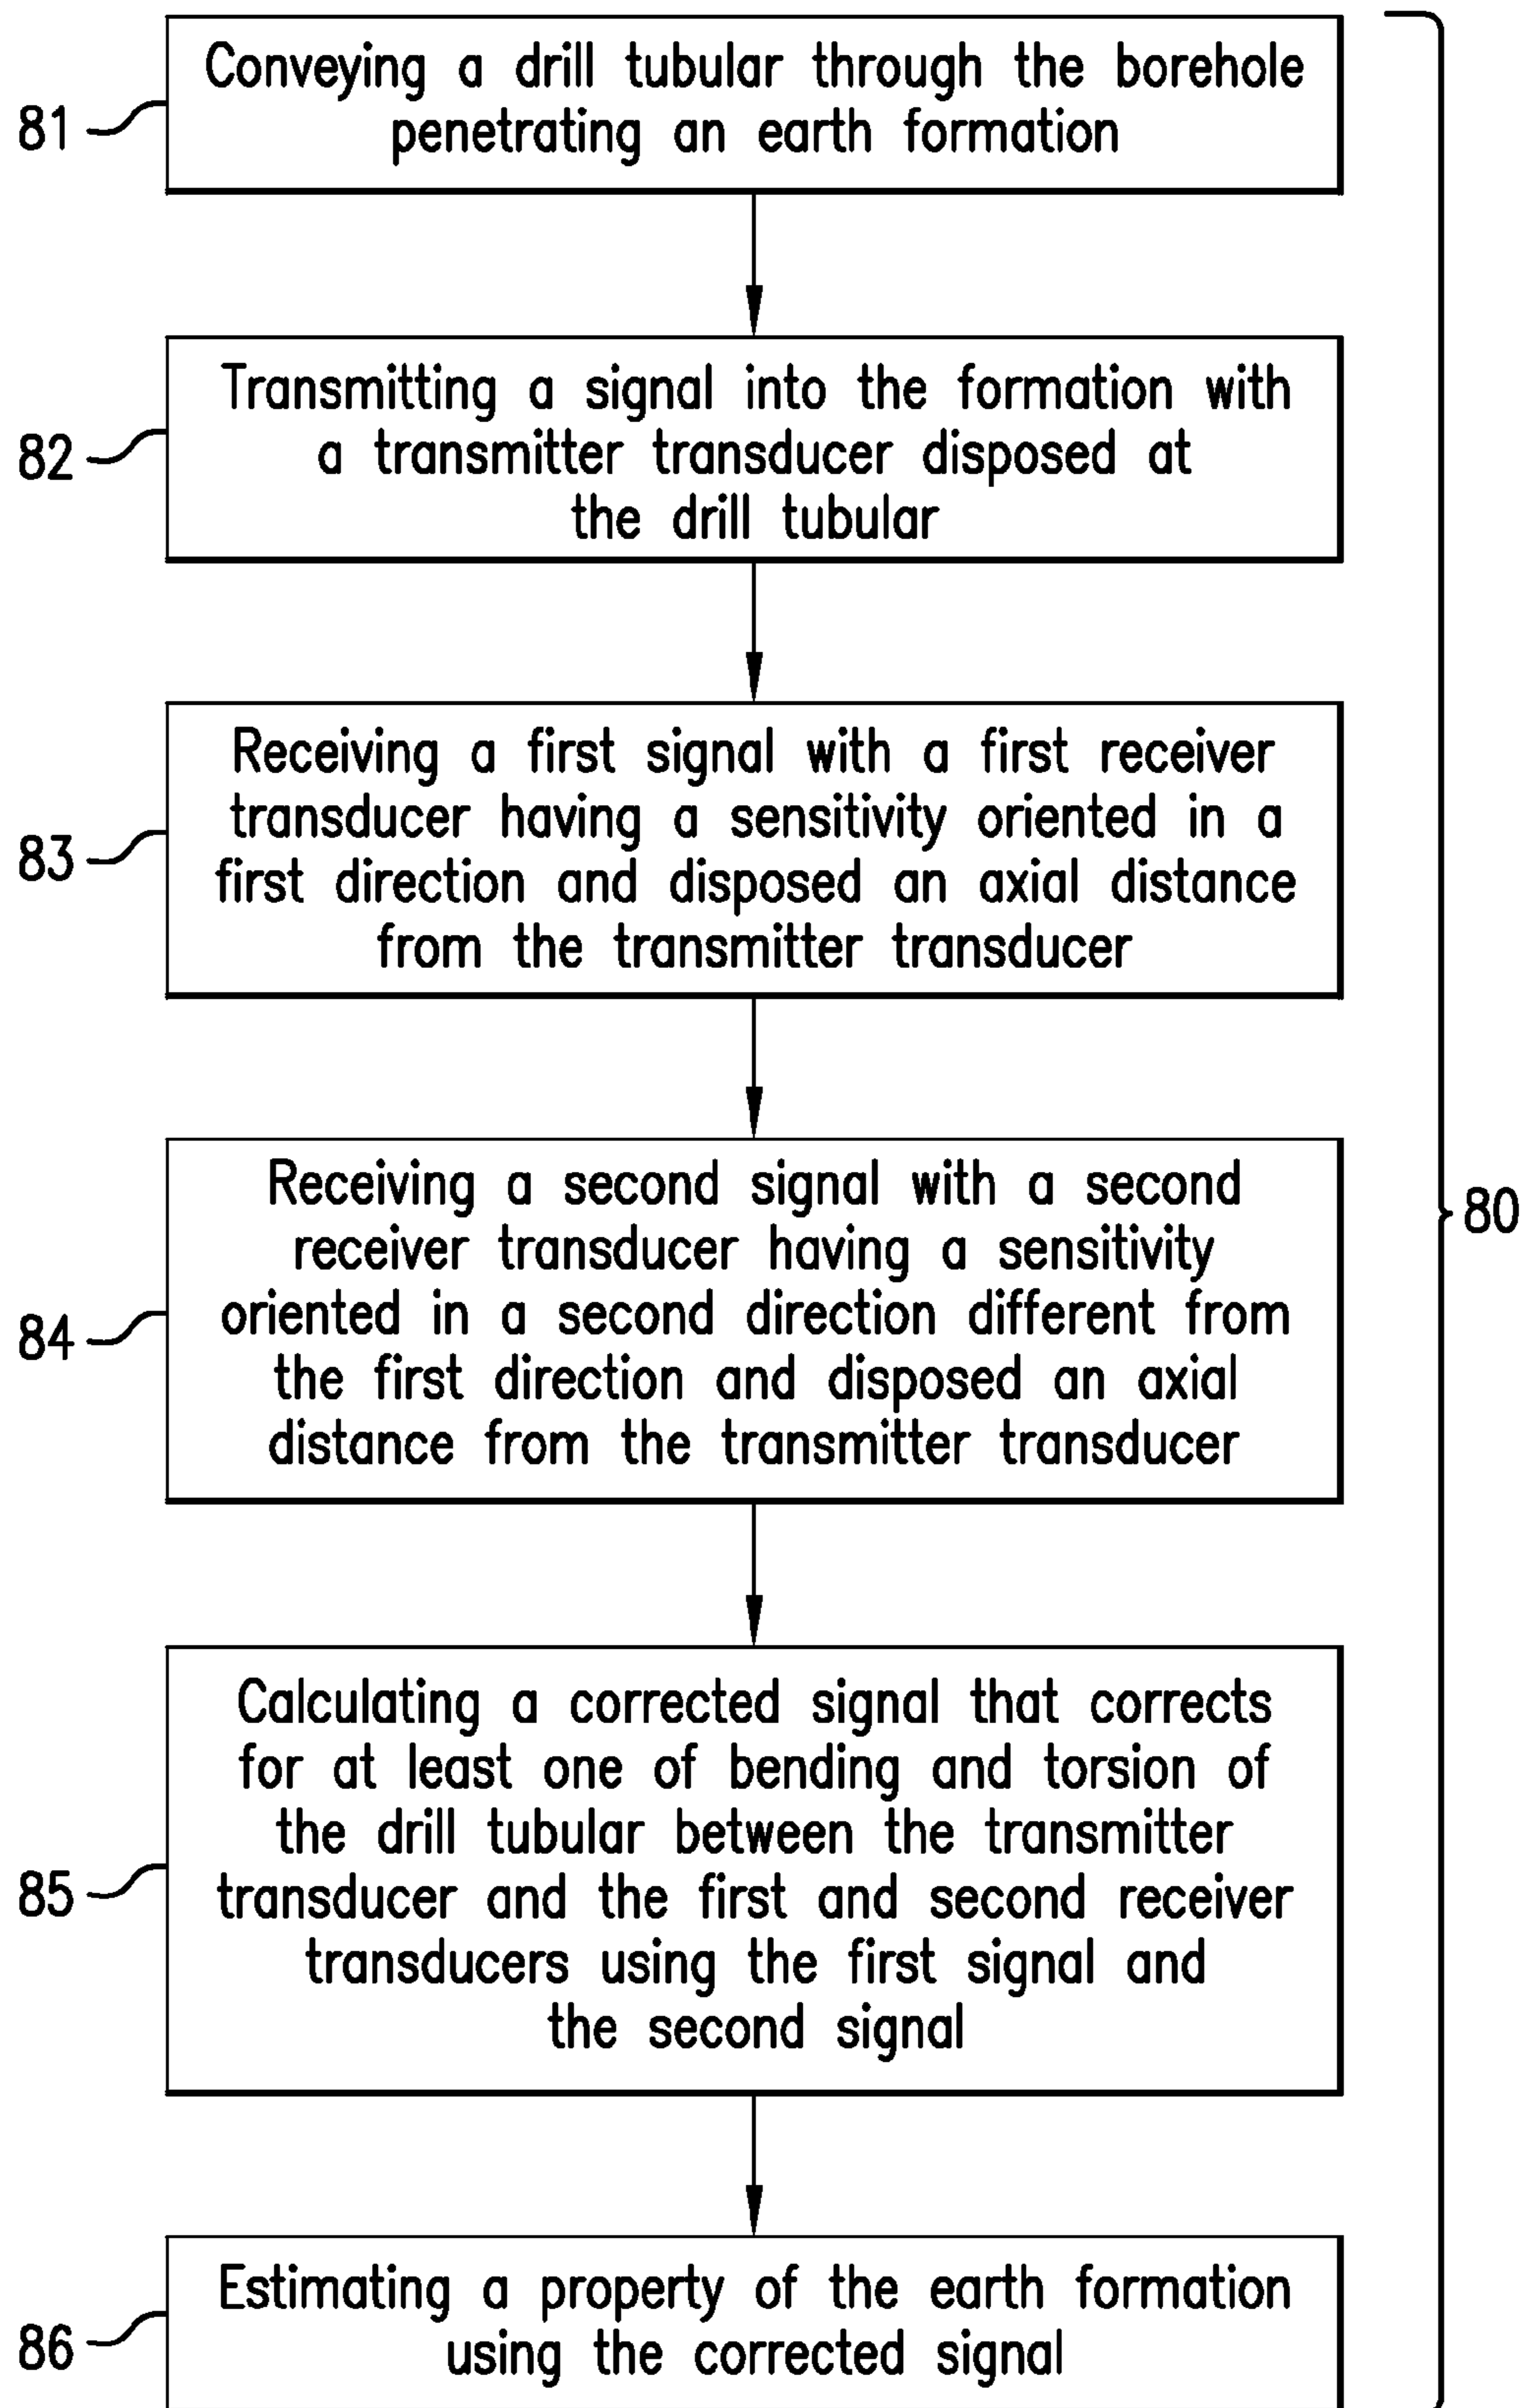 Conveying a drill tubular through the borehole
penetrating an earth formation
81
Transmitting a signal into the formation with
a transmitter transducer disposed at
the drill tubular
82
Receiving a first signal with a first receiver
transducer having a sensitivity oriented in a
first direction and disposed an axial distance
from the transmitter transducer
83
Receiving a second signal with a second
receiver transducer having a sensitivity
oriented in a second direction different from
the first direction and disposed an axial
distance from the transmitter transducer
84
80
Calculating a corrected signal that corrects
for at least one of bending and torsion of
the drill tubular between the transmitter
transducer and the first and second receiver
transducers using the first signal and
the second signal
85
Estimating a property of the earth formation
using the corrected signal
86